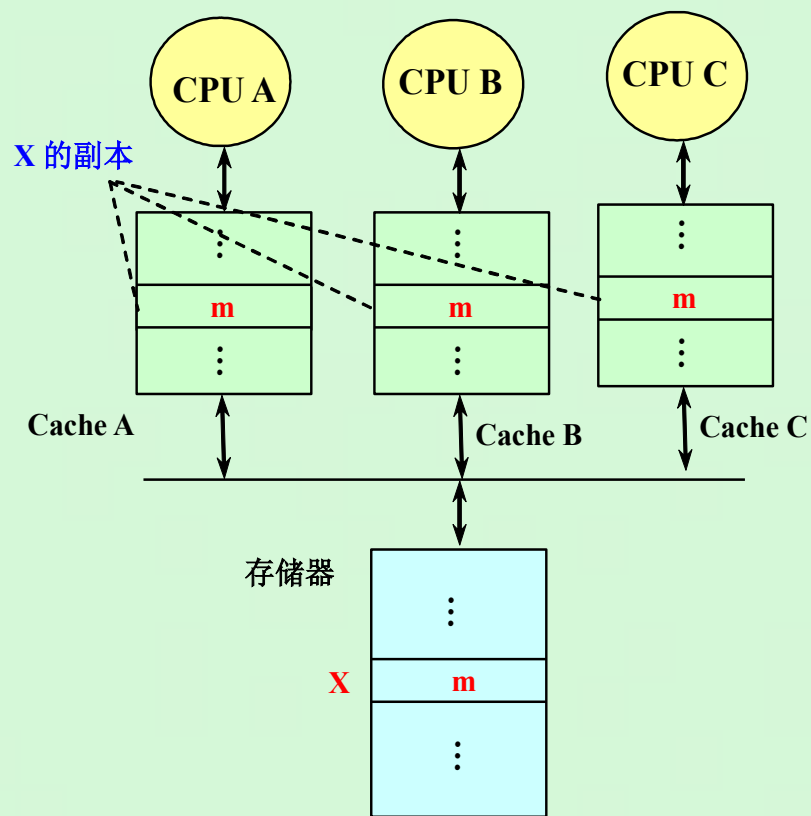 CPU A
CPU B
CPU C
X 的副本
⋮
⋮
⋮
m
m
m
⋮
⋮
⋮
Cache A
Cache B
Cache C
存储器
⋮
X
m
⋮